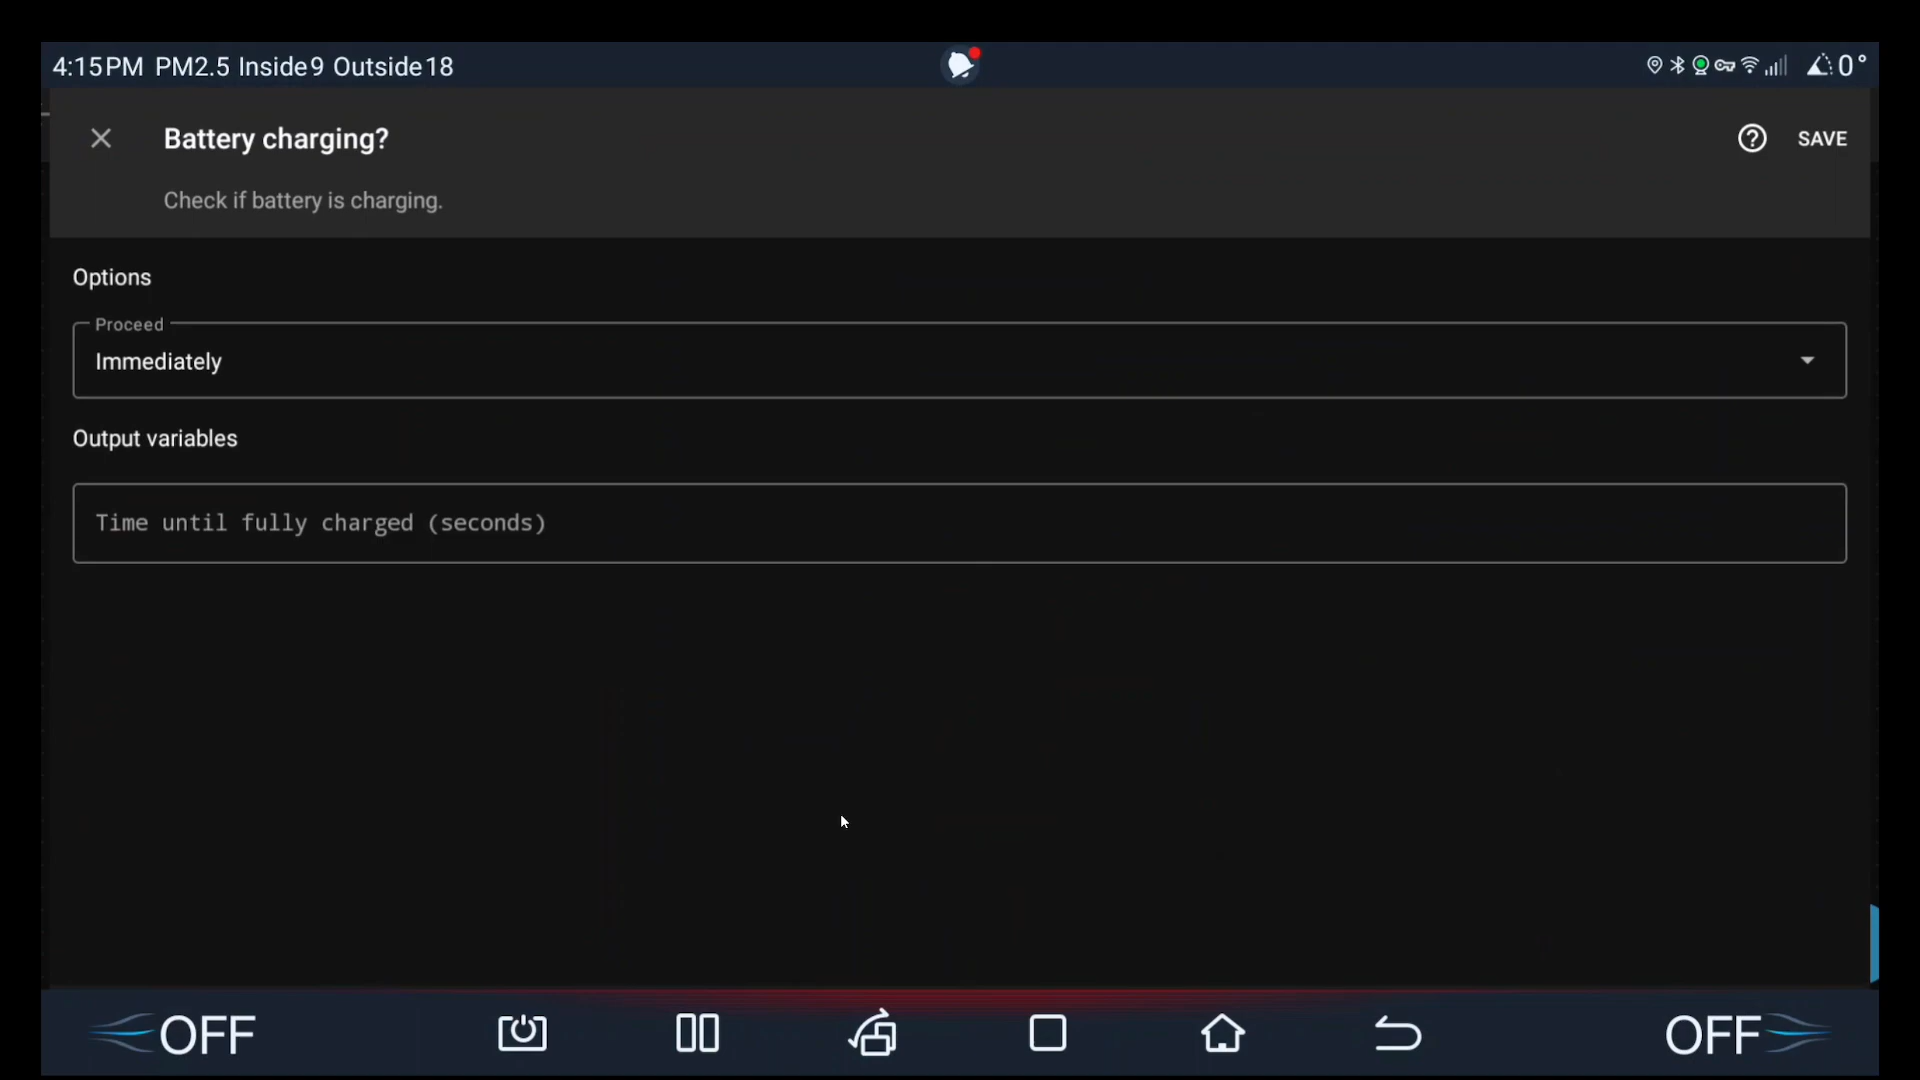 4:15PM PM2.5 Inside9 Outside18
0°
Battery charging?
SAVE
Check if battery is charging.
Options
Proceed
Immediately
Output variables
Time until fully charged (seconds)
OFF
OFF